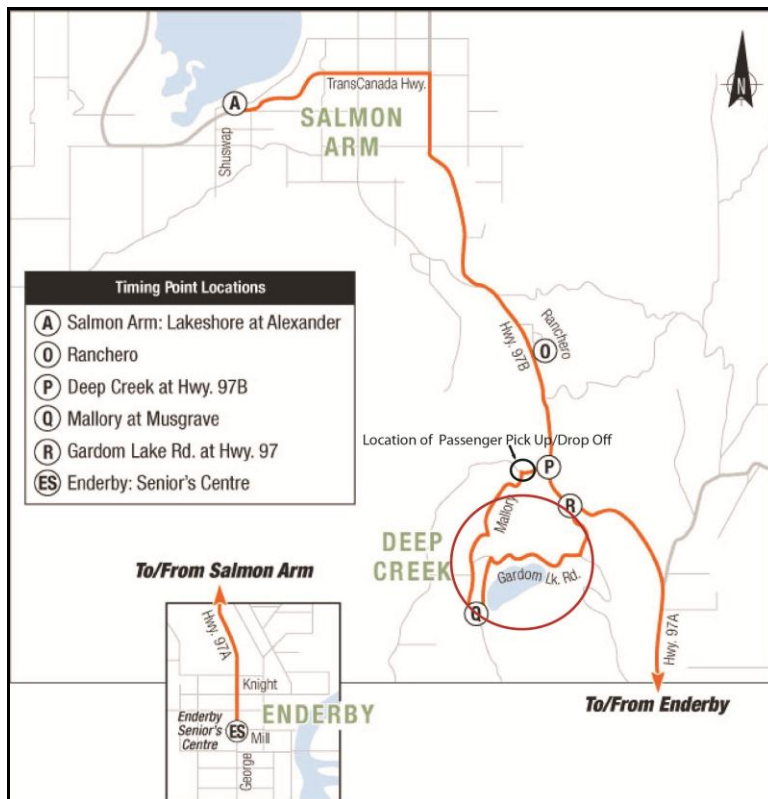 N
TransCanada Hwy.
A
SALMON
ARM
Shuswap
Timing Point Locations
A Salmon Arm: Lakeshore at Alexander
O Ranchero
P Deep Creek at Hwy. 97B
Q Mallory at Musgrave
R Gardom Lake Rd. at Hwy. 97
ES Enderby: Senior's Centre
Ranchero
Hwy. 97B
O
Location of Passenger Pick Up/Drop Off
P
Mallory
R
DEEP
CREEK
Gardom Lk. Rd.
Q
To/From Salmon Arm
Hwy. 97A
Hwy. 97A
Knight
To/From Enderby
ENDERBY
Enderby
Senior's
Centre
ES
Mill
George